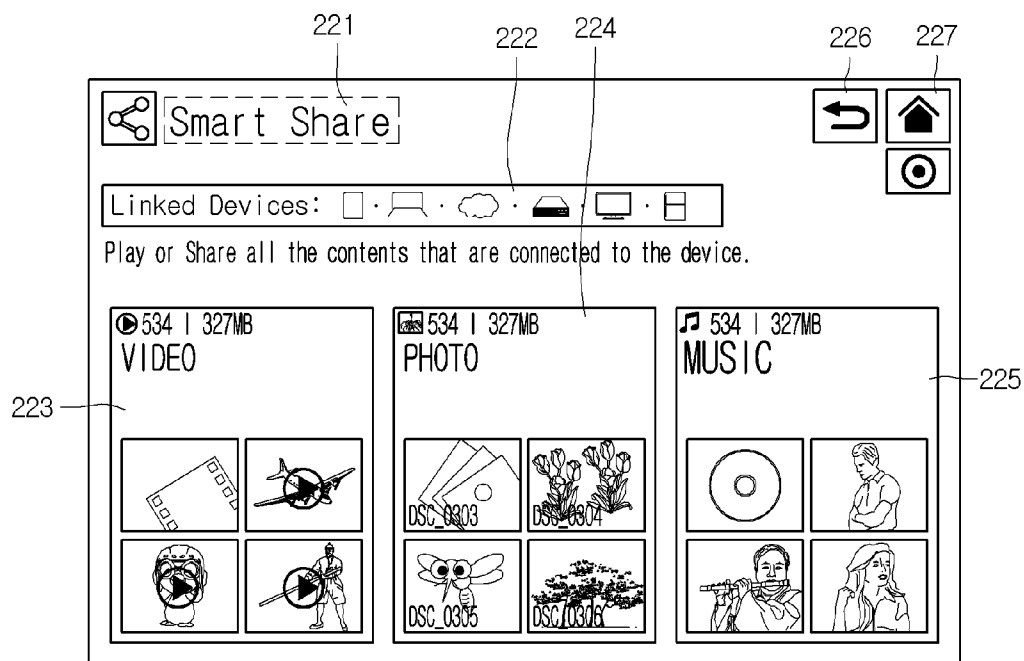 221
222
224
226
227
Smart Share
Linked Devices:
Play or Share all the contents that are connected to the device.
534 | 327MB
VIDEO
534 | 327MB
PHOTO
534 | 327MB
MUSIC
223
225
DSC_0303
DSC_0304
DSC_0305
DSC_0306